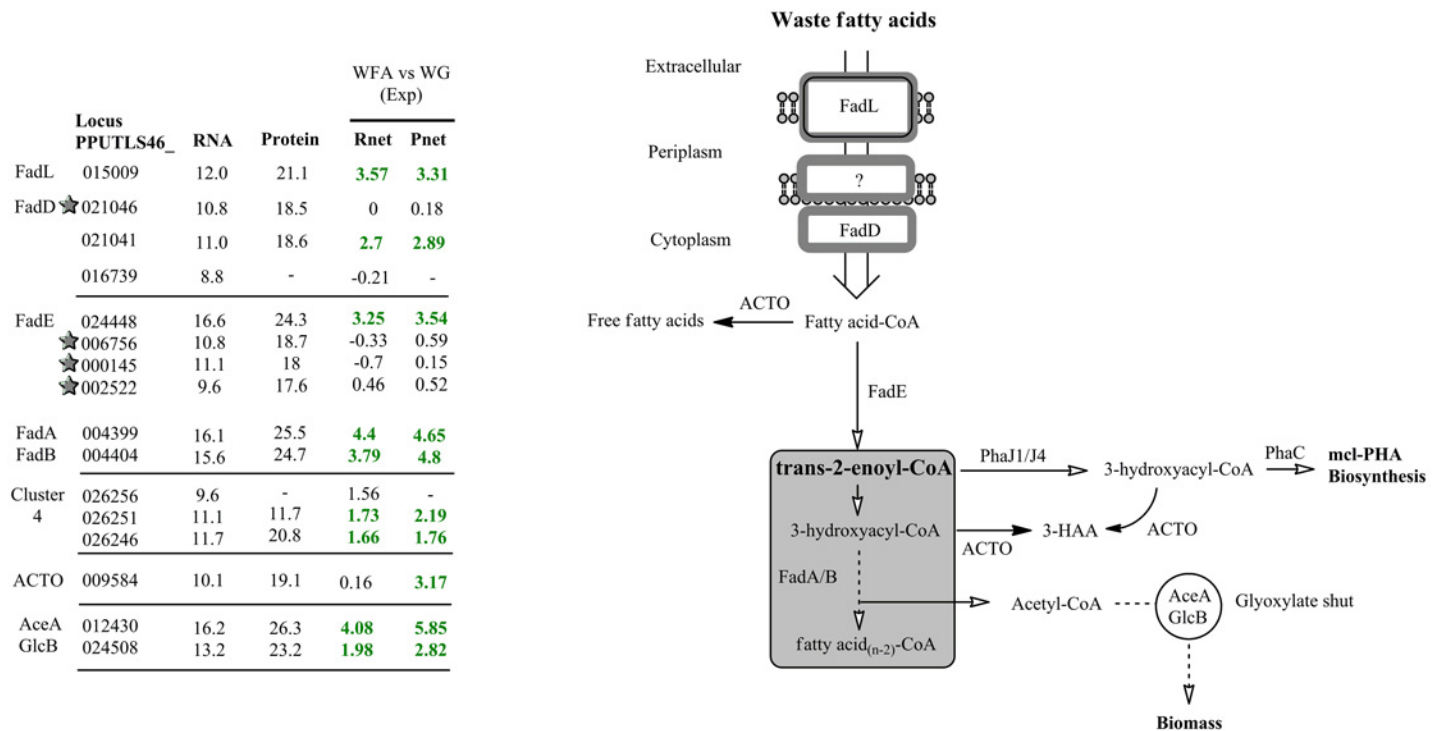 WFA vs WG
(Exp)
Locus
PPUTLS46_ RNA Protein Rnet Pnet
FadL 015009 12.0 21.1 3.57 3.31
FadD 021046 10.8 18.5 0 0.18
021041 11.0 18.6 2.7 2.89
016739 8.8 - -0.21 -
FadE 024448 16.6 24.3 3.25 3.54
006756 10.8 18.7 -0.33 0.59
000145 11.1 18 -0.7 0.15
002522 9.6 17.6 0.46 0.52
FadA 004399 16.1 25.5 4.4 4.65
FadB 004404 15.6 24.7 3.79 4.8
Cluster 026256 9.6 - 1.56 -
4 026251 11.1 11.7 1.73 2.19
026246 11.7 20.8 1.66 1.76
ACTO 009584 10.1 19.1 0.16 3.17
AceA 012430 16.2 26.3 4.08 5.85
GlcB 024508 13.2 23.2 1.98 2.82
Waste fatty acids
Extracellular
FadL
Periplasm
?
Cytoplasm
FadD
ACTO
Free fatty acids
Fatty acid-CoA
FadE
trans-2-enoyl-CoA
PhaJ1/J4
3-hydroxyacyl-CoA
PhaC
mcl-PHA
Biosynthesis
3-hydroxyacyl-CoA
ACTO
3-HAA
ACTO
FadA/B
Acetyl-CoA
AceA
GlcB
Glyoxylate shut
fatty acid(n-2)-CoA
Biomass